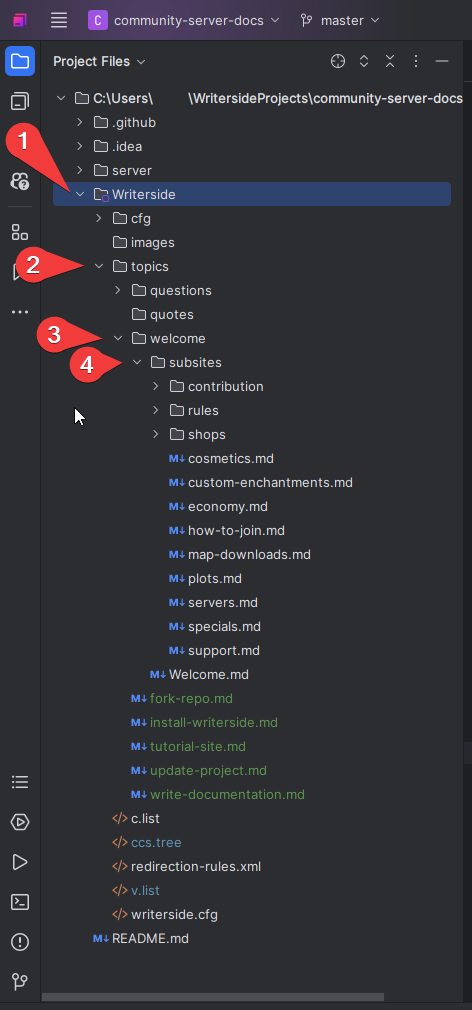 C community-server-docs master
Project Files
C:\Users\ \WritersideProjects\community-server-docs
.github
1
.idea
server
Writerside
cfg
images
2 topics
questions
quotes
3 welcome
4 subsites
contribution
rules
shops
M↓ cosmetics.md
M↓ custom-enchantments.md
M↓ economy.md
M↓ how-to-join.md
M↓ map-downloads.md
M↓ plots.md
M↓ servers.md
M↓ specials.md
M↓ support.md
M↓ Welcome.md
M↓ fork-repo.md
M↓ install-writerside.md
M↓ tutorial-site.md
M↓ update-project.md
M↓ write-documentation.md
</> c.list
</> ccs.tree
</> redirection-rules.xml
</> v.list
</> writerside.cfg
M↓ README.md